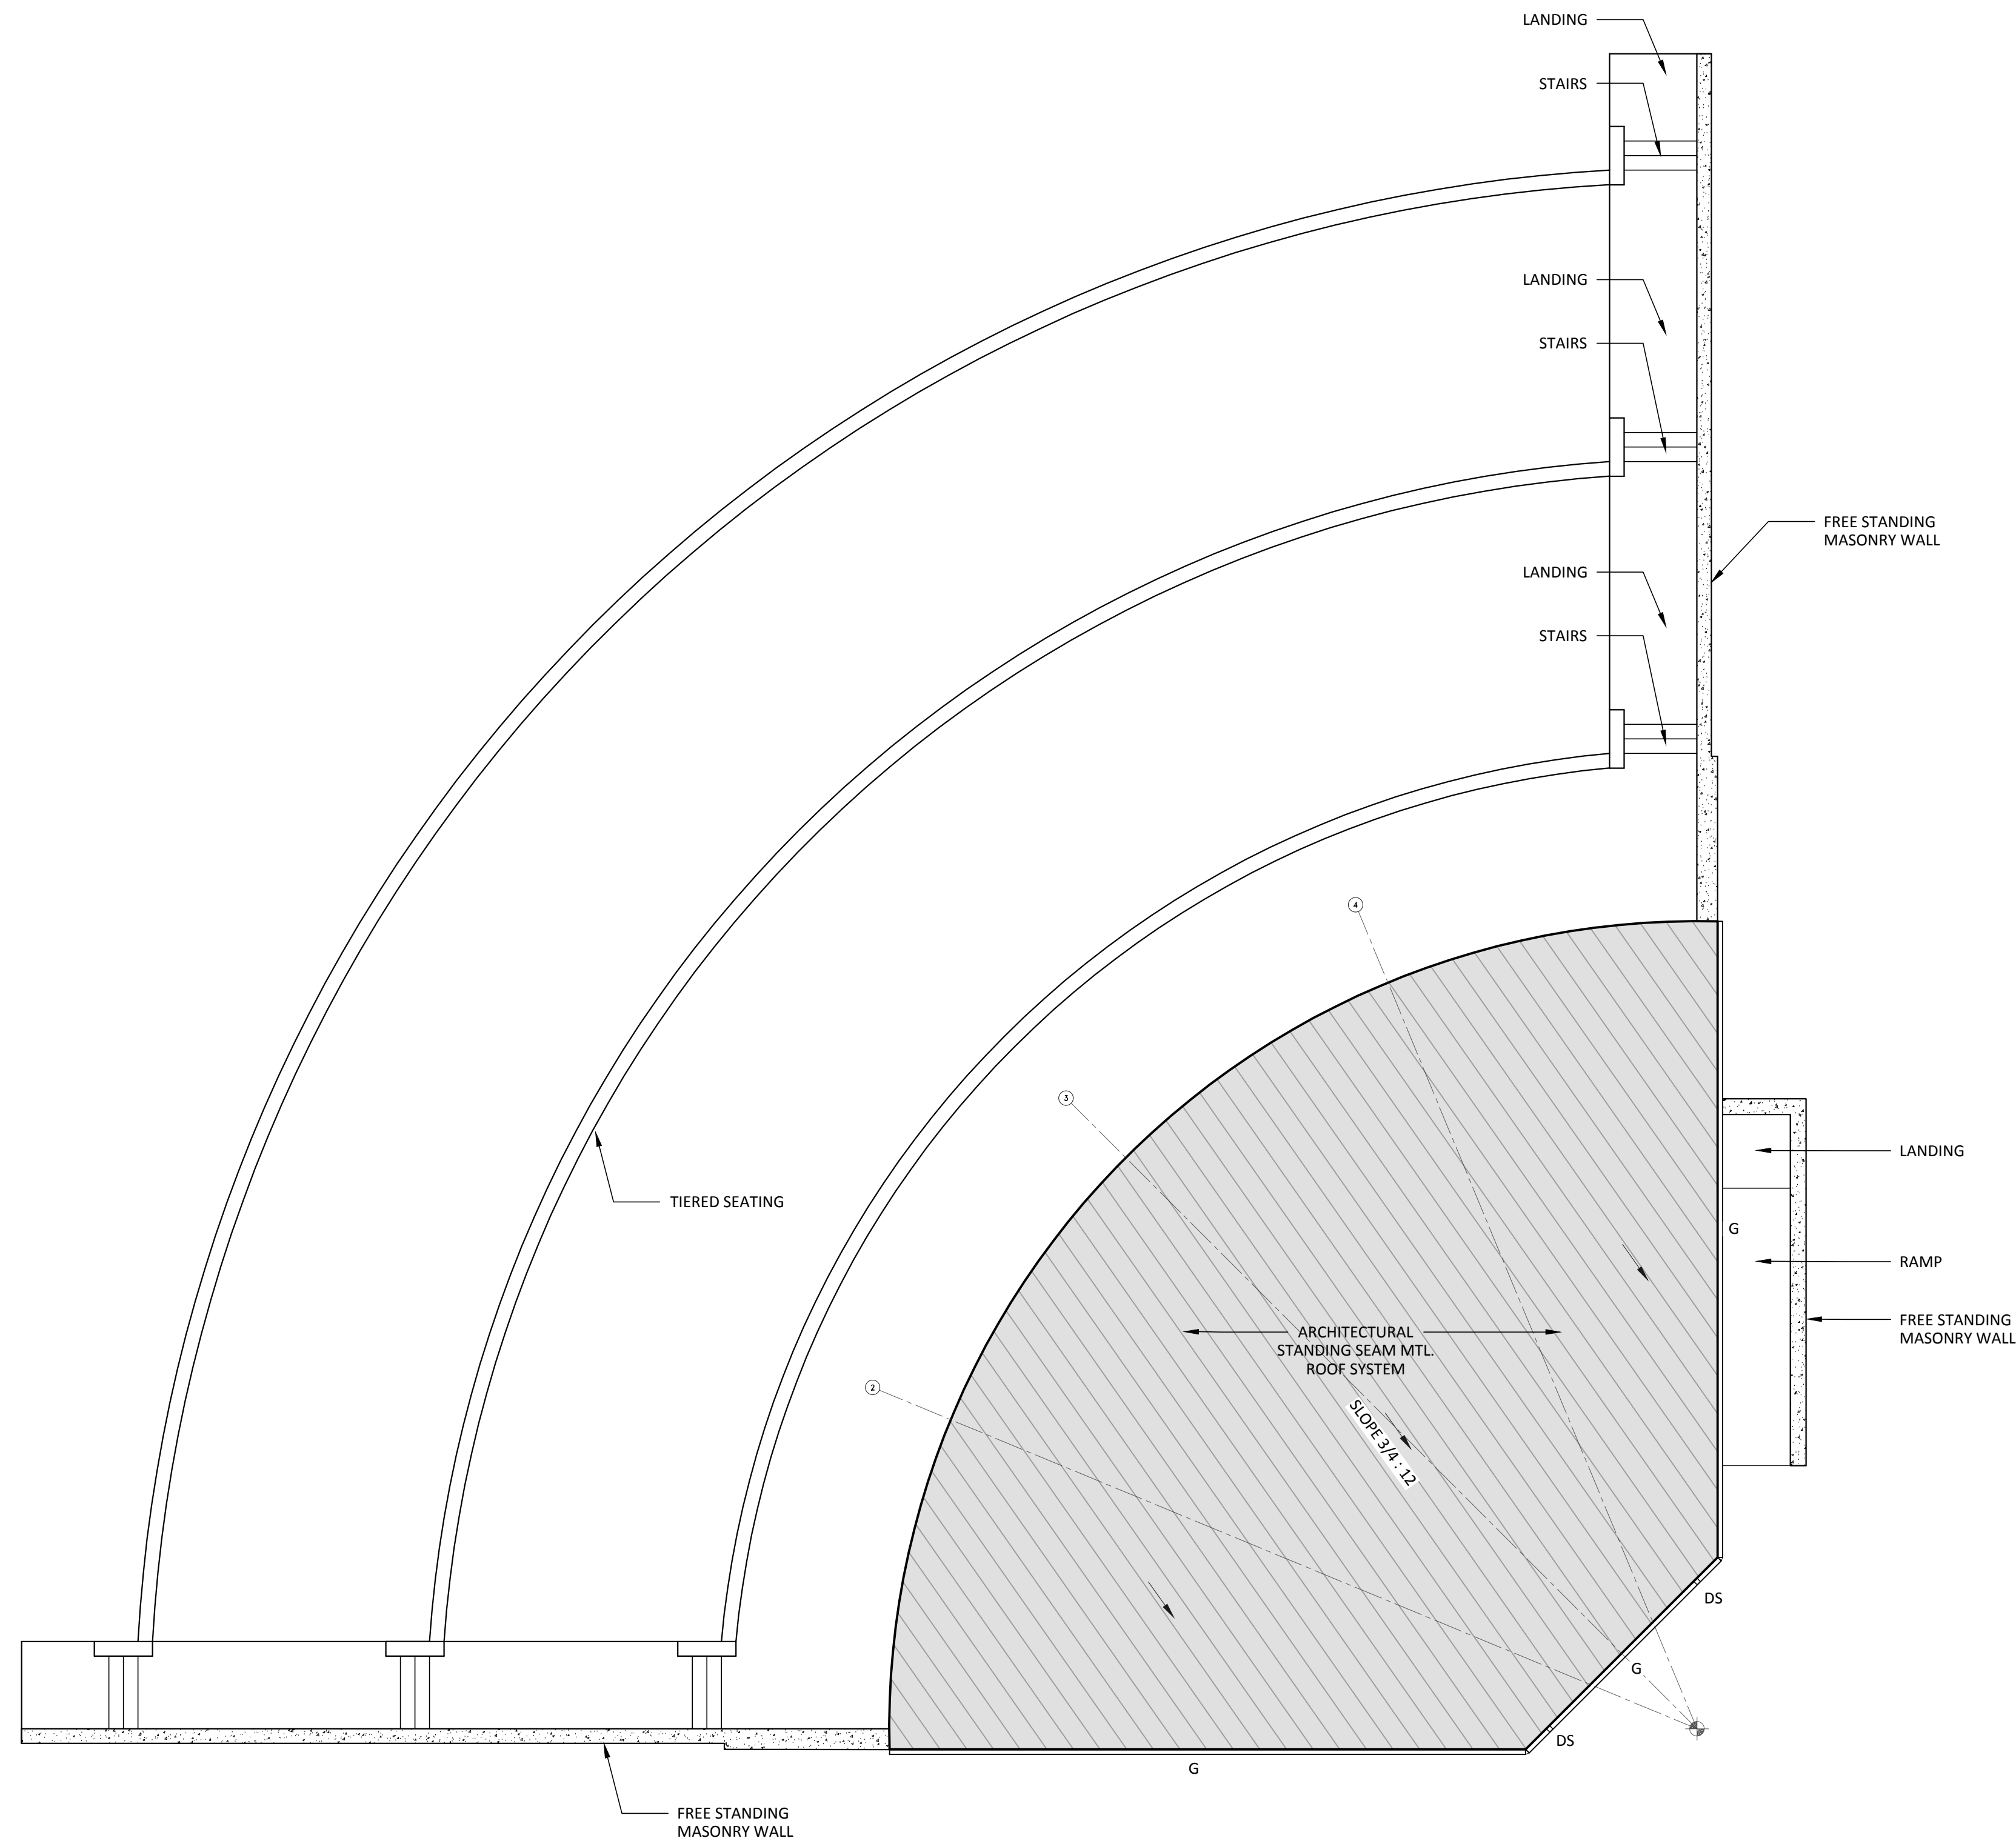 LANDING
STAIRS
LANDING
STAIRS
FREE STANDING
MASONRY WALL
LANDING
STAIRS
4
3
LANDING
TIERED SEATING
G
RAMP
FREE STANDING
MASONRY WALL
ARCHITECTURAL
STANDING SEAM MTL.
ROOF SYSTEM
2
SLOPE 3/4 : 12
DS
G
DS
G
FREE STANDING
MASONRY WALL